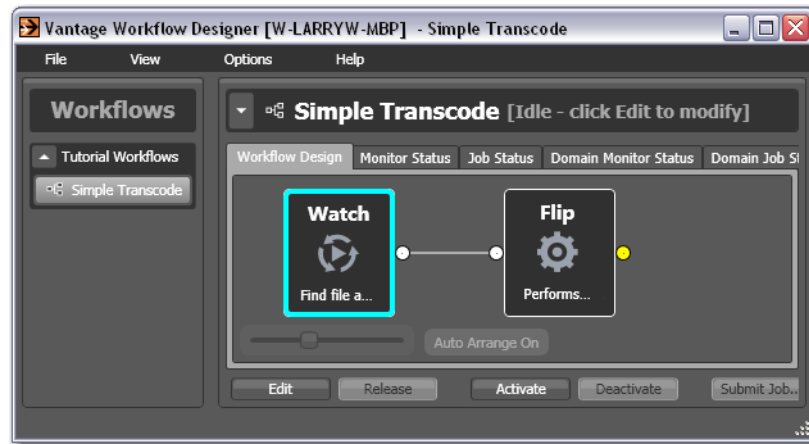 Vantage Workflow Designer [W-LARRYW-MBP] - Simple Transcode
File View Options Help
Workflows
Tutorial Workflows
Simple Transcode
Simple Transcode [Idle - click Edit to modify]
Workflow Design Monitor Status Job Status Domain Monitor Status Domain Job
Watch
Find file a...
Flip
Performs...
Auto Arrange On
Edit Release Activate Deactivate Submit Job..